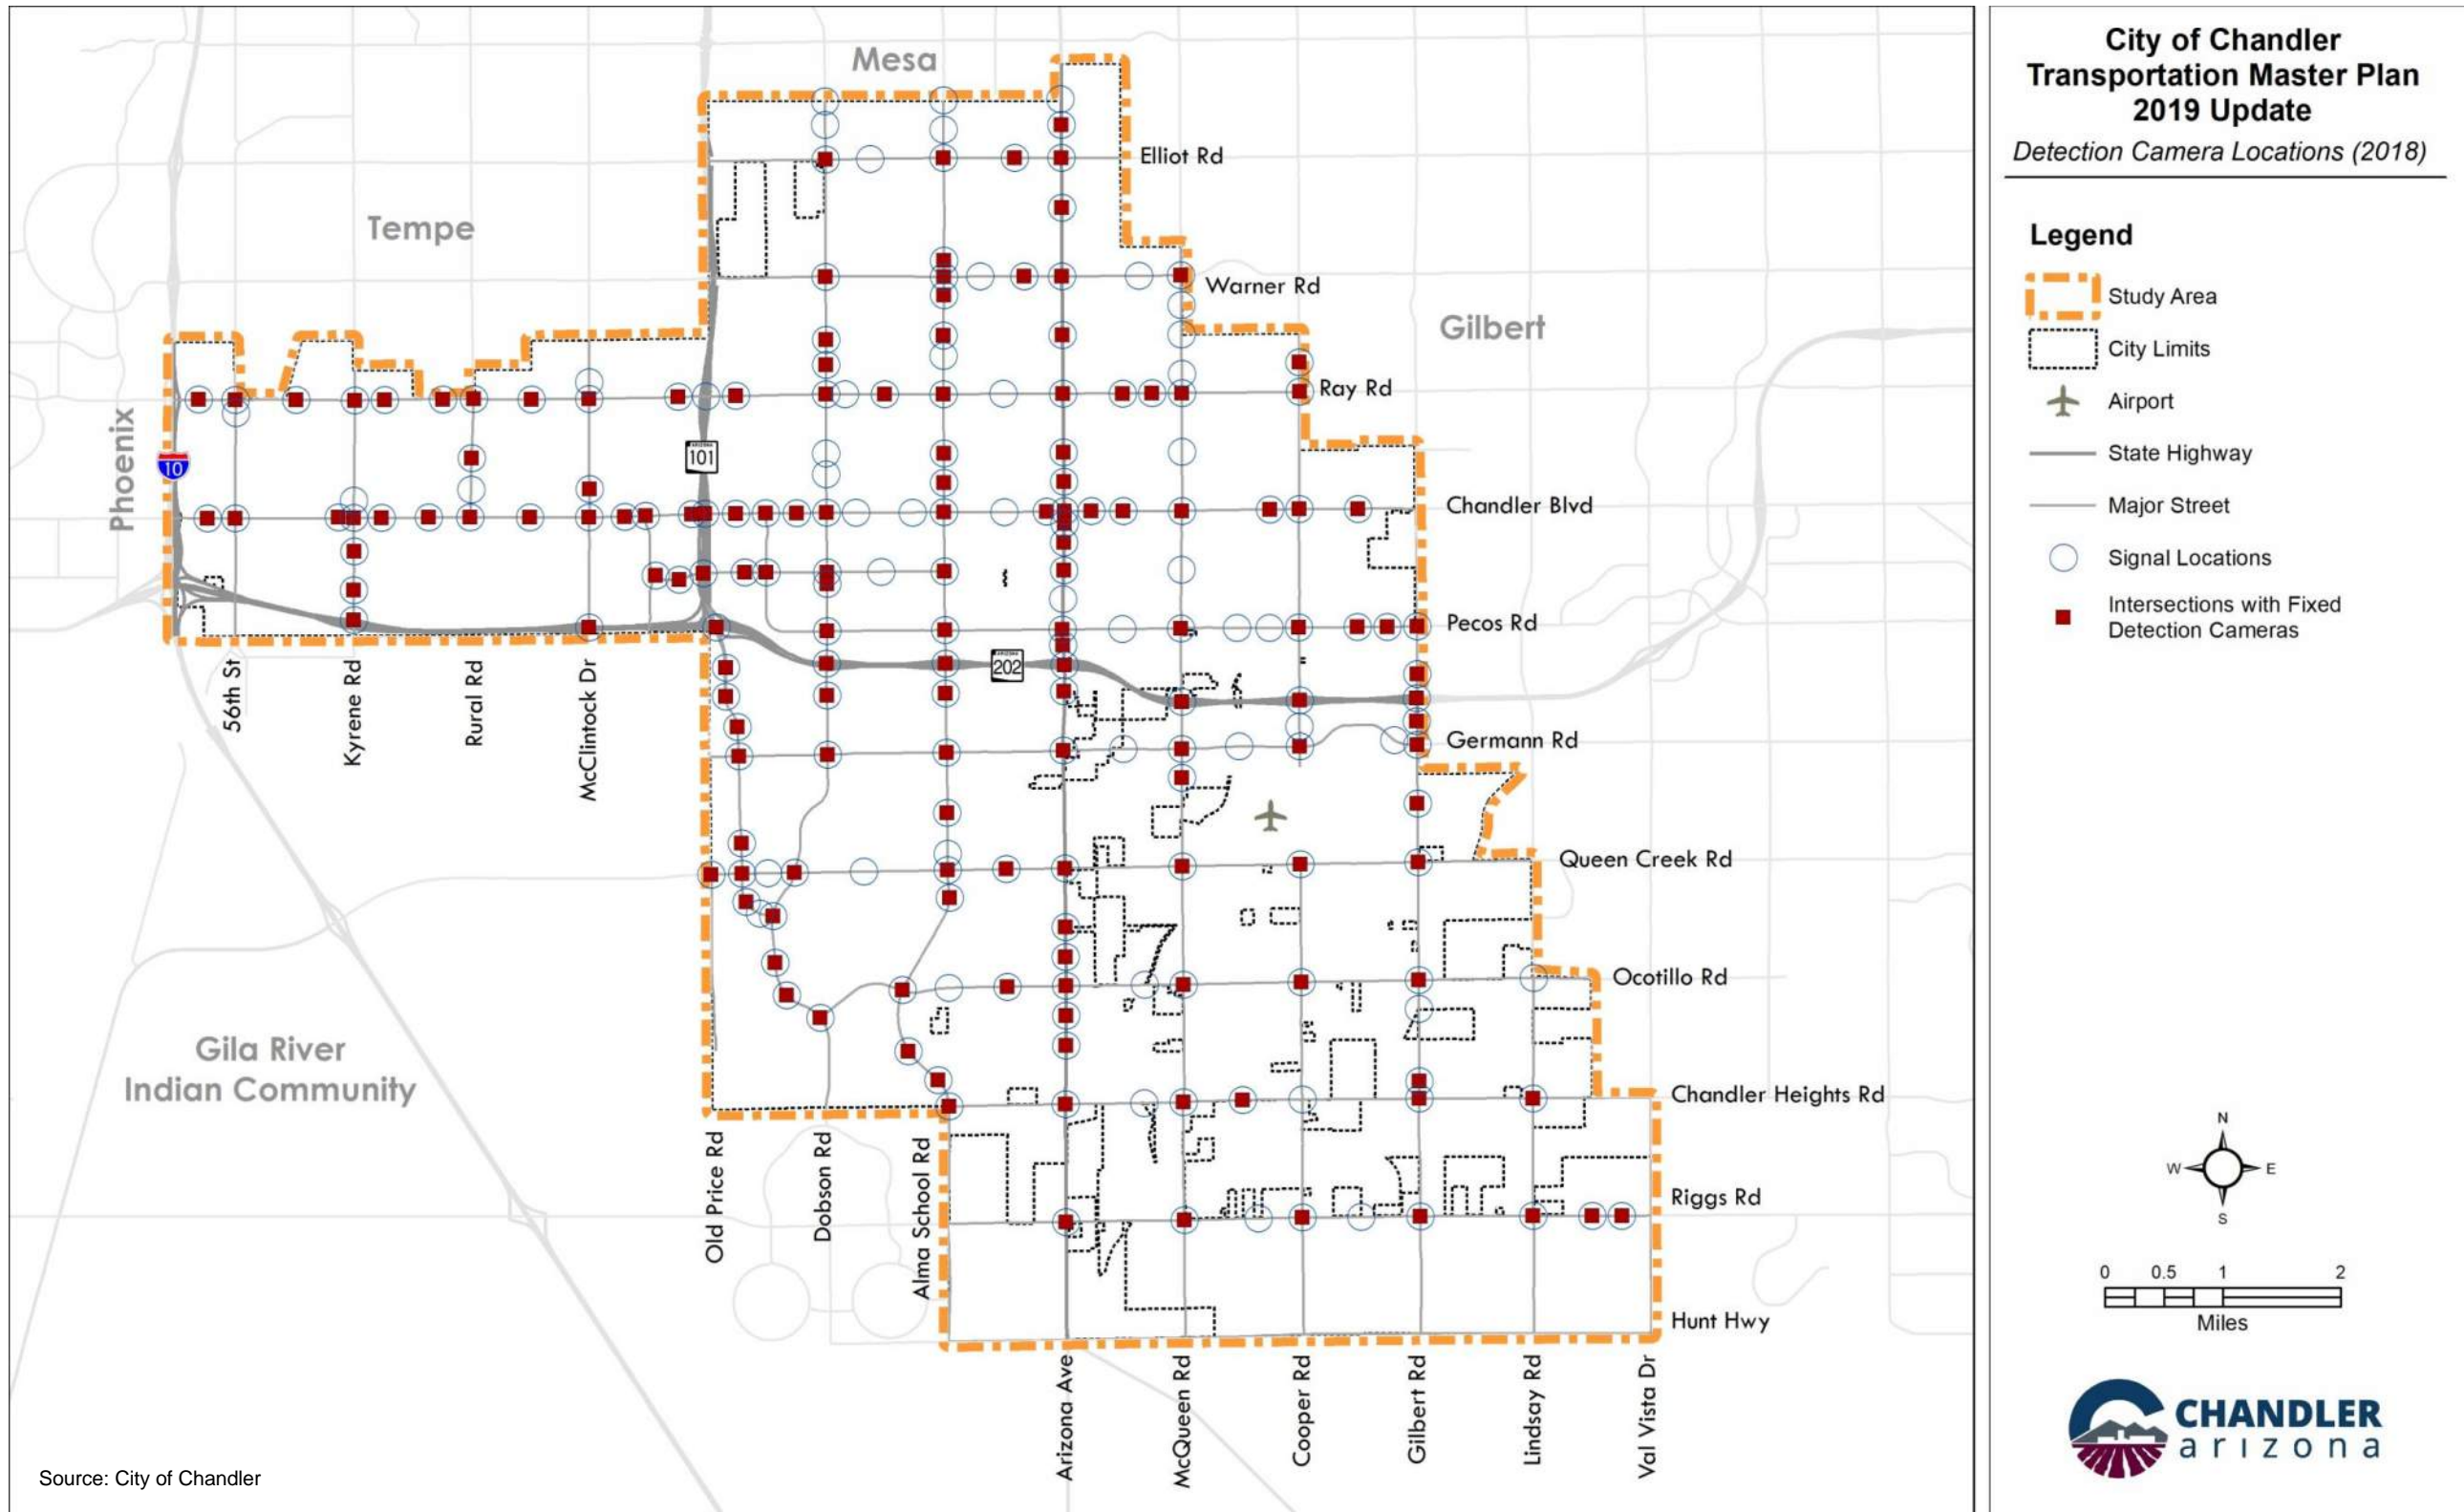 City of Chandler
Transportation Master Plan
2019 Update
Detection Camera Locations (2018)
Legend
Study Area
City Limits
Airport
State Highway
Major Street
Signal Locations
Intersections with Fixed
Detection Cameras
Mesa
Tempe
Gilbert
Phoenix
Gila River
Indian Community
10
ARIZONA
101
ARIZONA
202
Elliot Rd
Warner Rd
Ray Rd
Chandler Blvd
Pecos Rd
Germann Rd
Queen Creek Rd
Ocotillo Rd
Chandler Heights Rd
Riggs Rd
Hunt Hwy
56th St
Kyrene Rd
Rural Rd
McClintock Dr
Old Price Rd
Dobson Rd
Alma School Rd
Arizona Ave
McQueen Rd
Cooper Rd
Gilbert Rd
Lindsay Rd
Val Vista Dr
N
W
E
S
0 0.5 1 2
Miles
CHANDLER
arizona
Source: City of Chandler